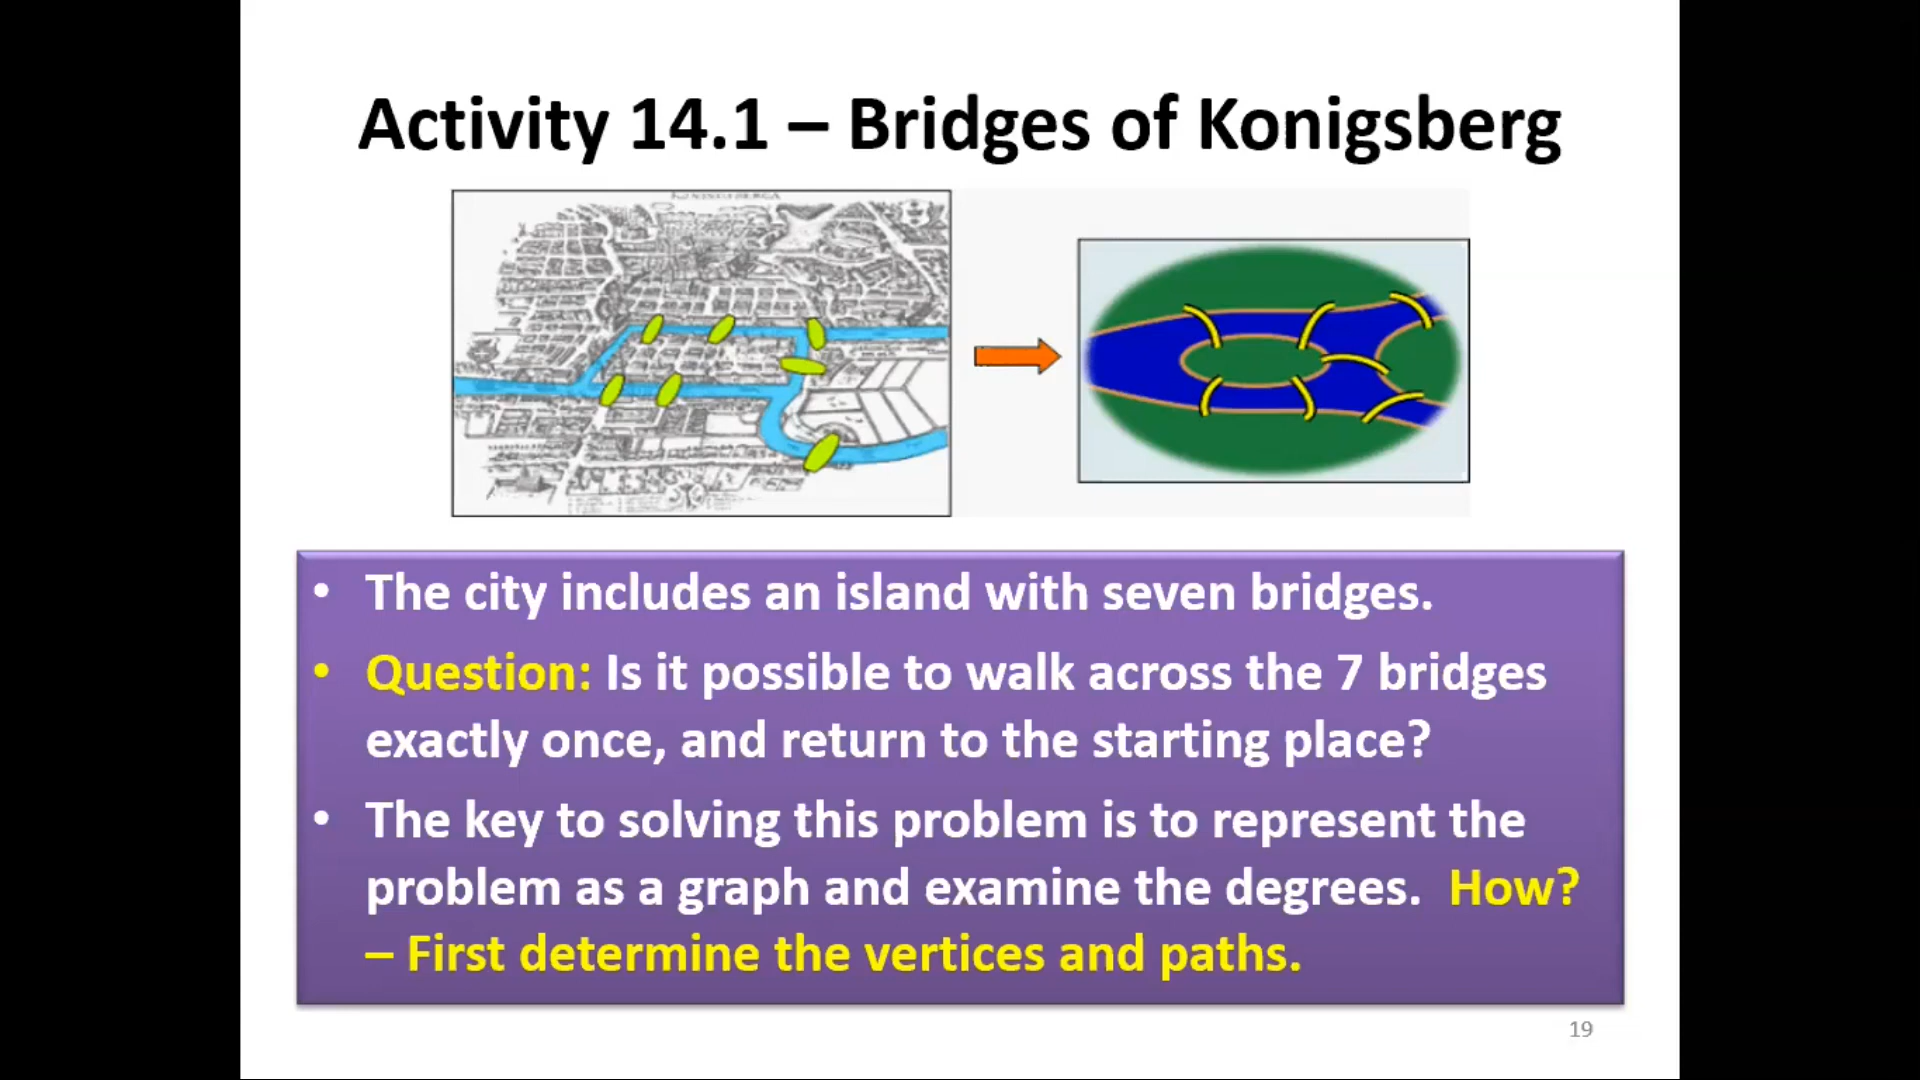 Activity 14.1 – Bridges of Konigsberg
• The city includes an island with seven bridges.
• Question: Is it possible to walk across the 7 bridges
exactly once, and return to the starting place?
• The key to solving this problem is to represent the
problem as a graph and examine the degrees. How?
– First determine the vertices and paths.
19